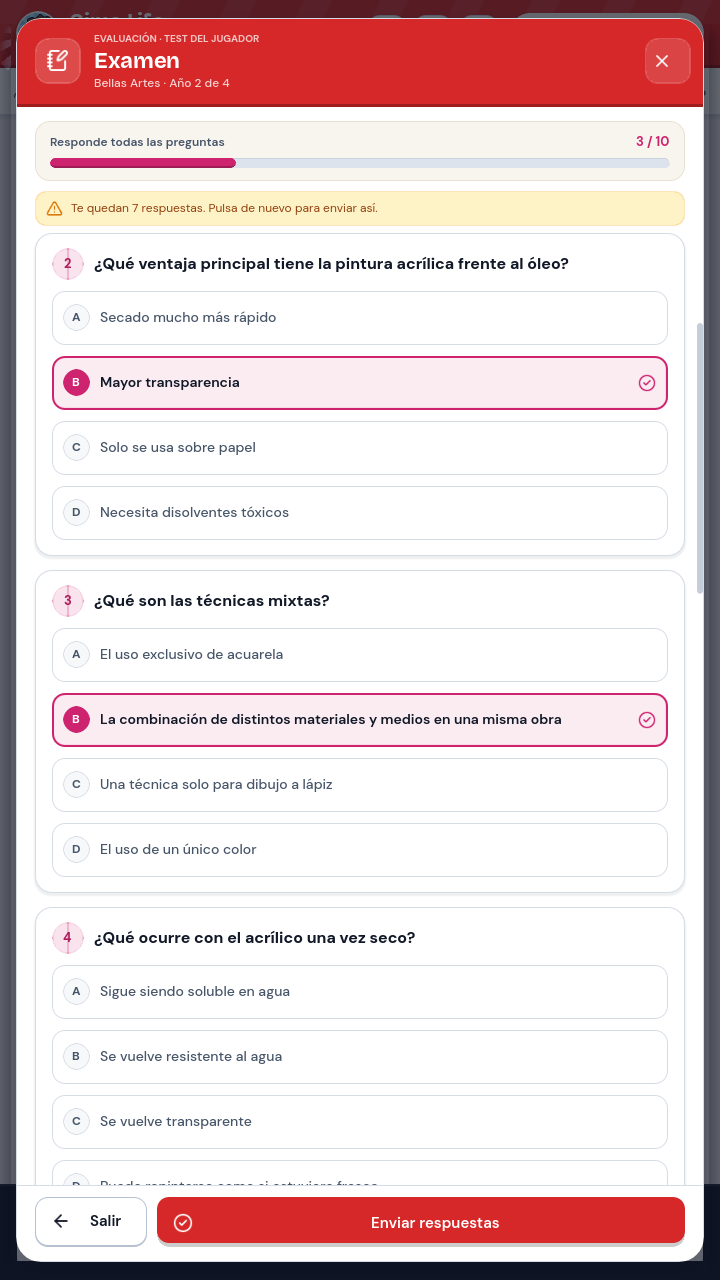 EVALUACIÓN · TEST DEL JUGADOR
Examen
Bellas Artes · Año 2 de 4
Responde todas las preguntas
3 / 10
Te quedan 7 respuestas. Pulsa de nuevo para enviar así.
2 ¿Qué ventaja principal tiene la pintura acrílica frente al óleo?
A Secado mucho más rápido
B Mayor transparencia
C Solo se usa sobre papel
D Necesita disolventes tóxicos
3 ¿Qué son las técnicas mixtas?
A El uso exclusivo de acuarela
B La combinación de distintos materiales y medios en una misma obra
C Una técnica solo para dibujo a lápiz
D El uso de un único color
4 ¿Qué ocurre con el acrílico una vez seco?
A Sigue siendo soluble en agua
B Se vuelve resistente al agua
C Se vuelve transparente
Salir
Enviar respuestas